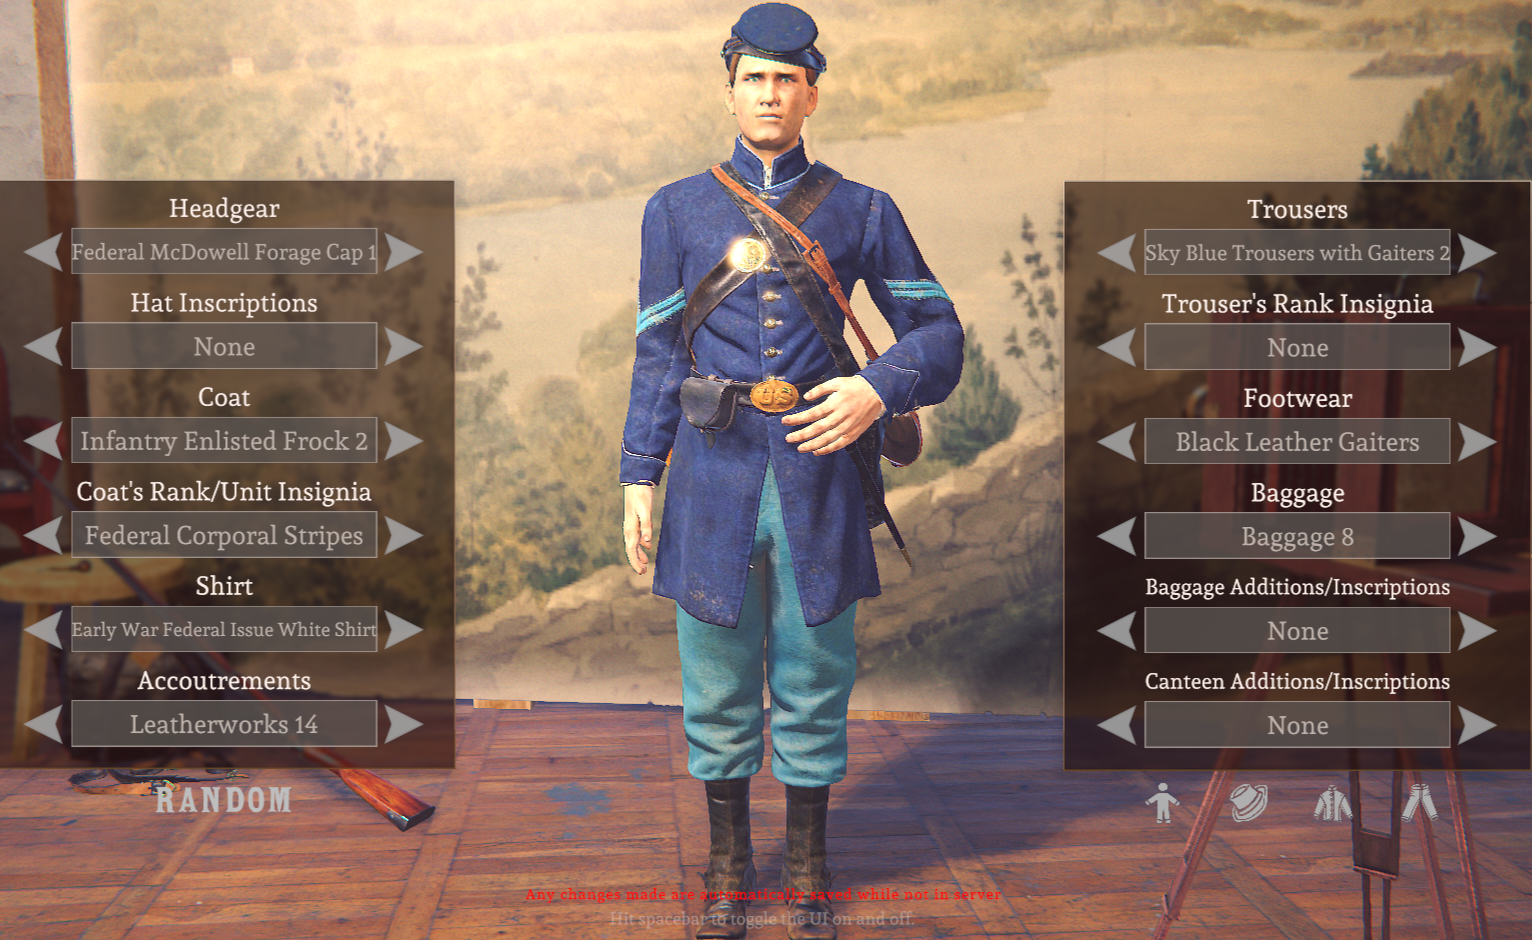 Headgear
Federal McDowell Forage Cap 1
Hat Inscriptions
None
Coat
Infantry Enlisted Frock 2
Coat's Rank/Unit Insignia
Federal Corporal Stripes
Shirt
Early War Federal Issue White Shirt
Accoutrements
Leatherworks 14
RANDOM
Trousers
Sky Blue Trousers with Gaiters 2
Trouser's Rank Insignia
None
Footwear
Black Leather Gaiters
Baggage
Baggage 8
Baggage Additions/Inscriptions
None
Canteen Additions/Inscriptions
None
US
Any changes made are automatically saved while not in server
Hit spacebar to toggle the UI on and off.